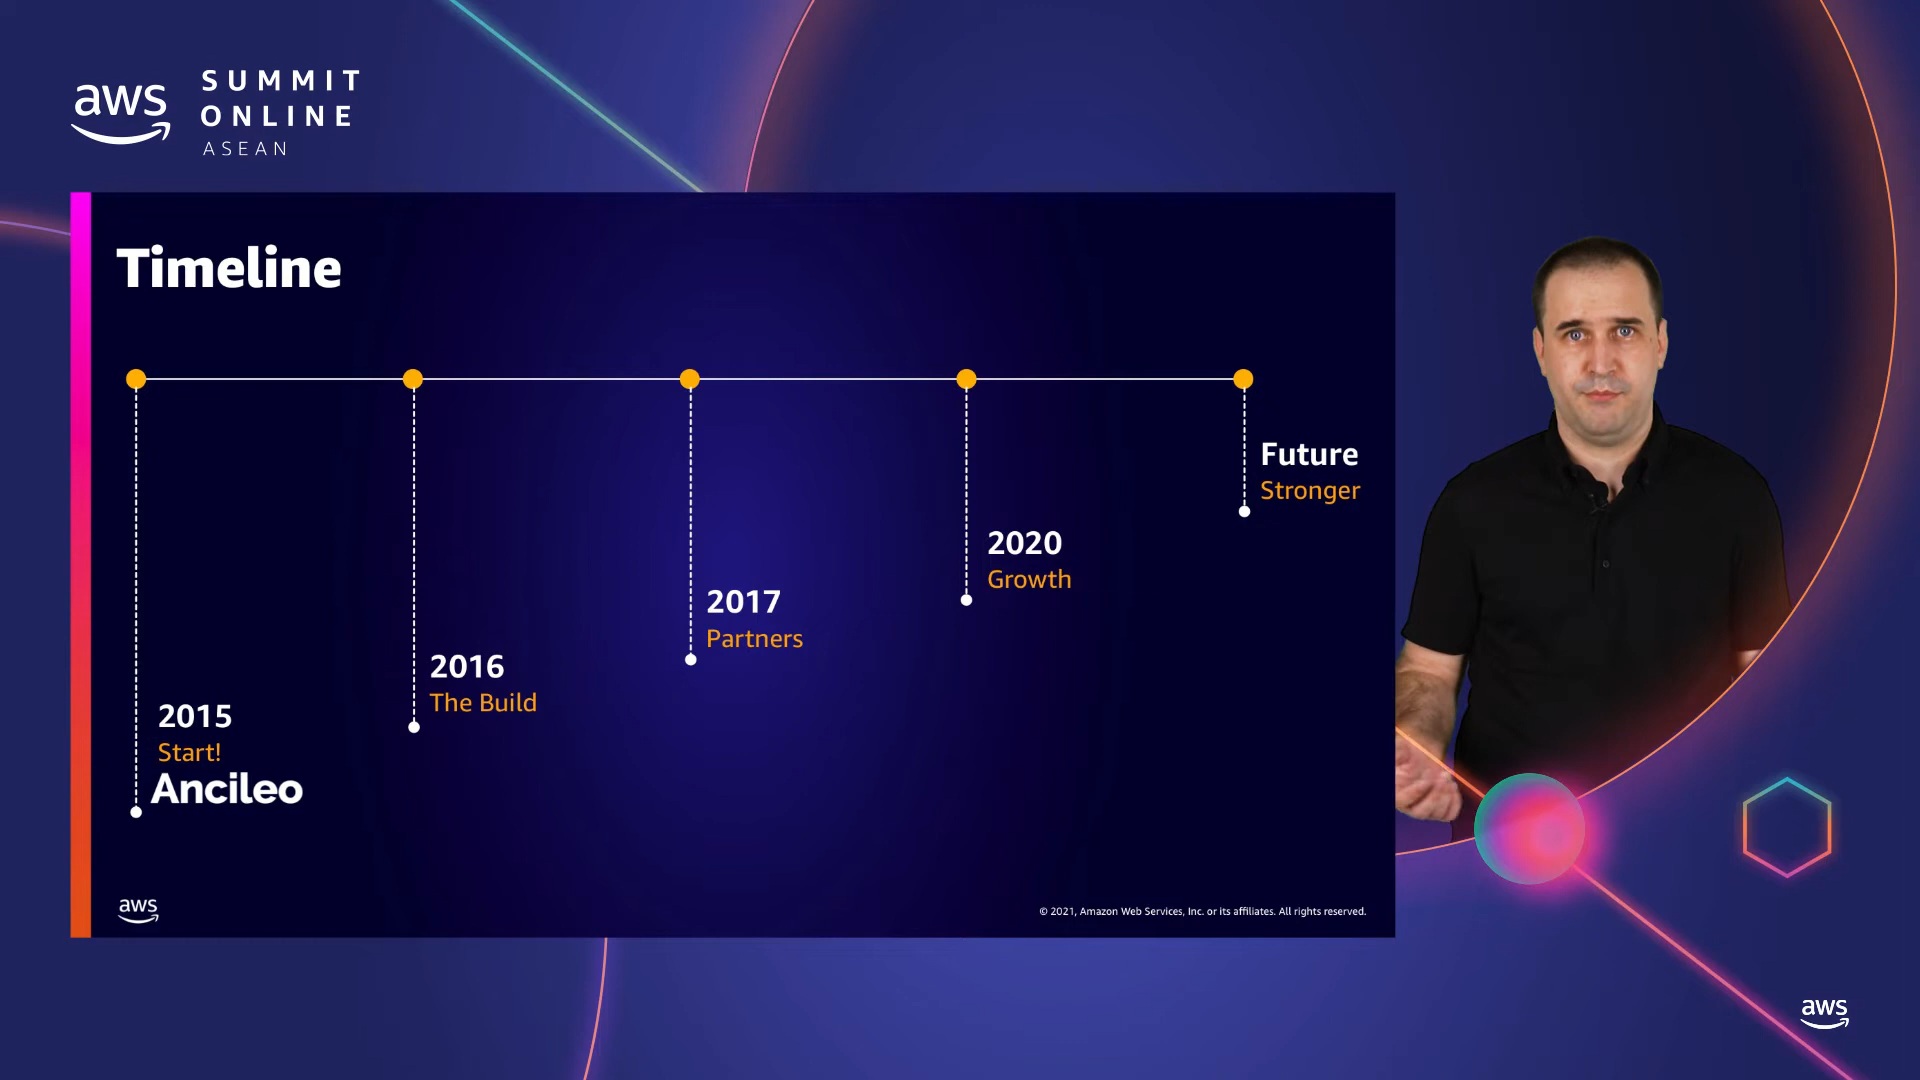 aws
SUMMIT
ONLINE
ASEAN
Timeline
2015
Start!
Ancileo
2016
The Build
2017
Partners
2020
Growth
Future
Stronger
aws
© 2021, Amazon Web Services, Inc. or its affiliates. All rights reserved.
aws